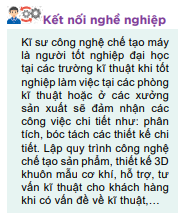 Kết nối nghề nghiệp
Kĩ sư công nghệ chế tạo máy
là người tốt nghiệp đại học
tại các trường kĩ thuật khi tốt
nghiệp làm việc tại các phòng
kĩ thuật hoặc ở các xưởng
sản xuất sẽ đảm nhận các
công việc chi tiết như: phân
tích, bóc tách các thiết kế chi
tiết. Lập quy trình công nghệ
chế tạo sản phẩm, thiết kế 3D
khuôn mẫu cơ khí, hỗ trợ, tư
vấn kĩ thuật cho khách hàng
khi có vấn đề về kĩ thuật,...